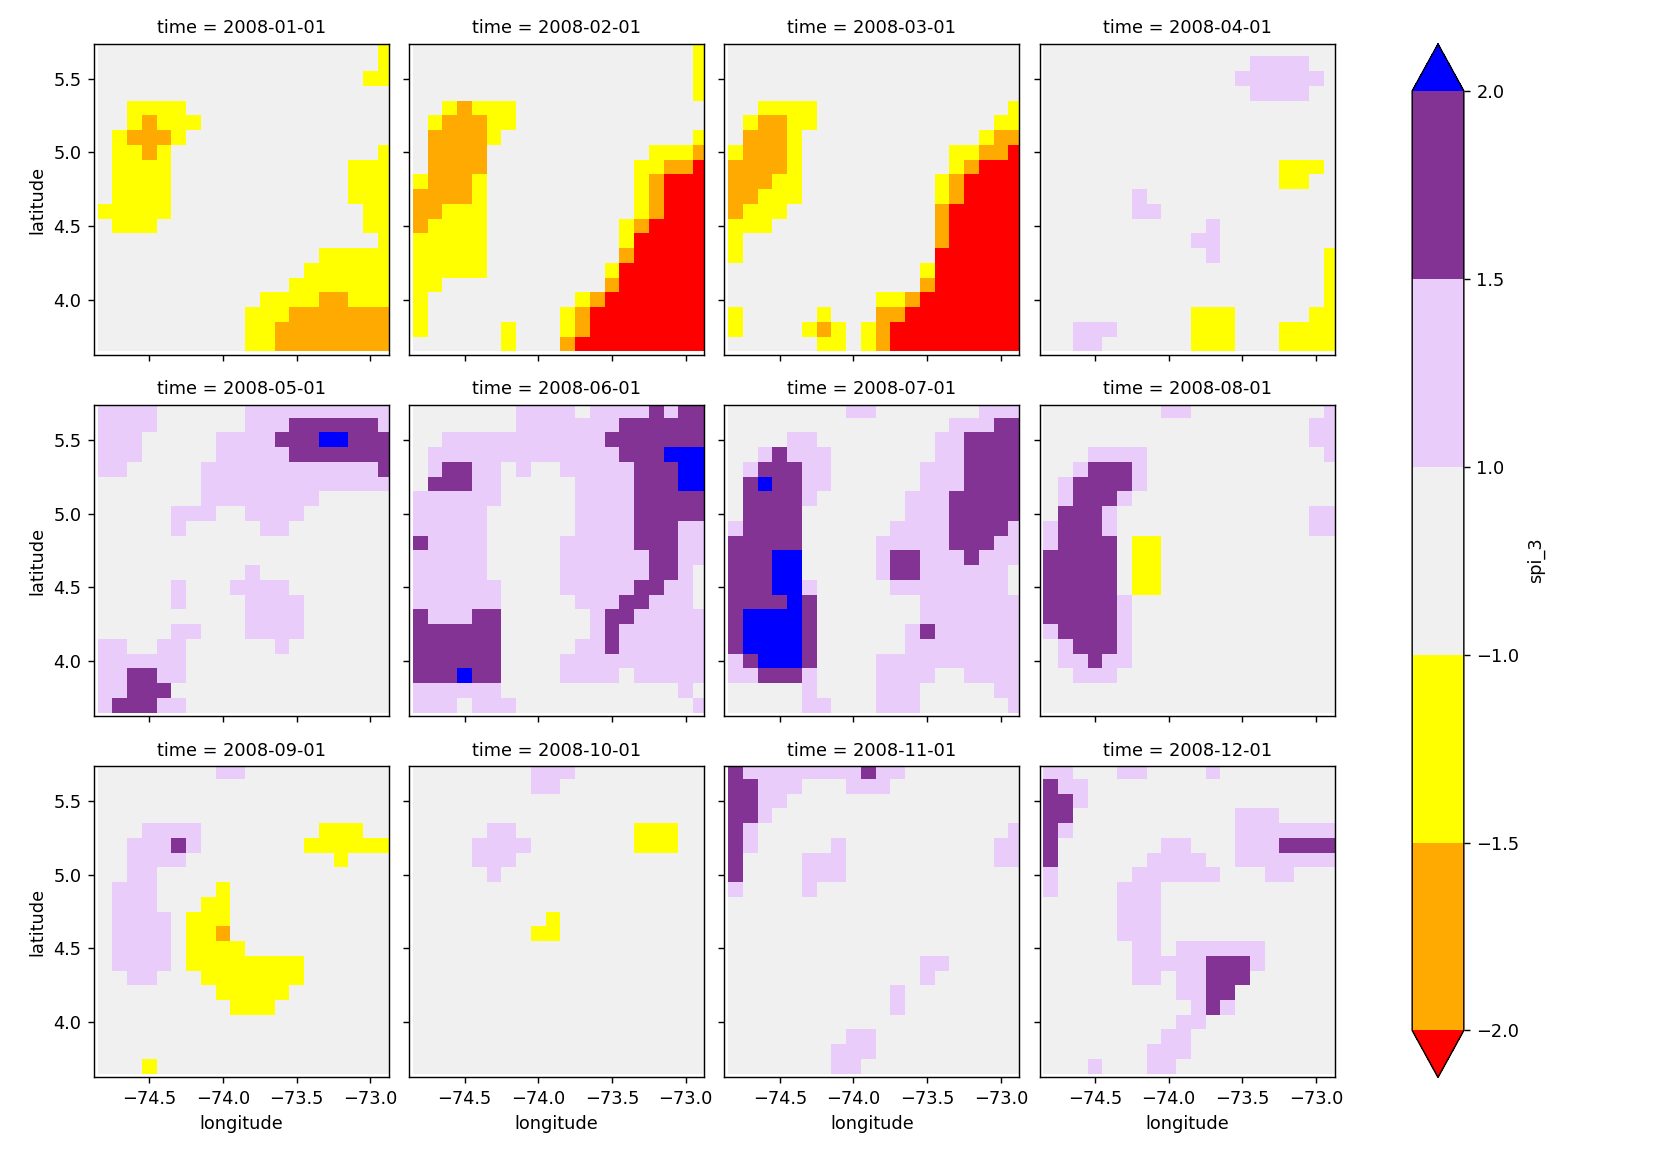 time = 2008-01-01
time = 2008-02-01
time = 2008-03-01
time = 2008-04-01
latitude
5.5
5.0
4.5
4.0
time = 2008-05-01
time = 2008-06-01
time = 2008-07-01
time = 2008-08-01
latitude
5.5
5.0
4.5
4.0
time = 2008-09-01
time = 2008-10-01
time = 2008-11-01
time = 2008-12-01
latitude
5.5
5.0
4.5
4.0
−74.5 −74.0 −73.5 −73.0
longitude
−74.5 −74.0 −73.5 −73.0
longitude
−74.5 −74.0 −73.5 −73.0
longitude
−74.5 −74.0 −73.5 −73.0
longitude
2.0
1.5
1.0
−1.0
−1.5
−2.0
spi_3